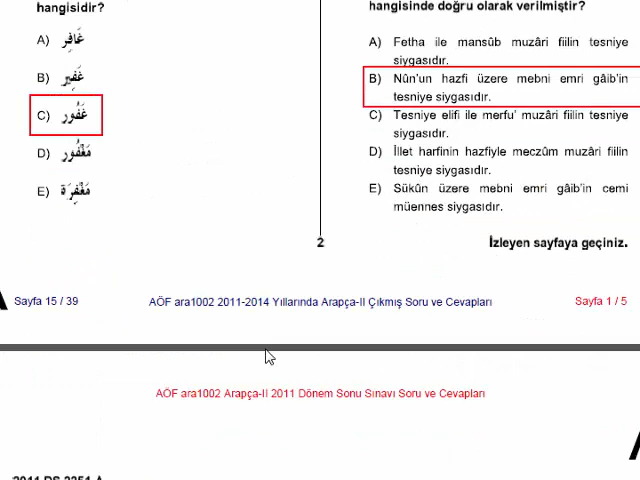 hangisidir?
A) غَافِر
B) غَفِير
C) غَفُور
D) مَغْفُور
E) مَغْفِرَة
hangisinde doğru olarak verilmiştir?
A) Fetha ile mansûb muzâri fiilin tesniye
siygasıdır.
B) Nûn'un hazfi üzere mebni emri gâib'in
tesniye siygasıdır.
C) Tesniye elifi ile merfu' muzâri fiilin tesniye
siygasıdır.
D) İllet harfinin hazfiyle meczûm muzâri fiilin
tesniye siygasıdır.
E) Sükûn üzere mebni emri gâib'in cemi
müennes siygasıdır.
2
İzleyen sayfaya geçiniz.
A
Sayfa 15 / 39
AÖF ara1002 2011-2014 Yıllarında Arapça-II Çıkmış Soru ve Cevapları
Sayfa 1 / 5
AÖF ara1002 Arapça-II 2011 Dönem Sonu Sınavı Soru ve Cevapları
A
2011 DS 2351-A